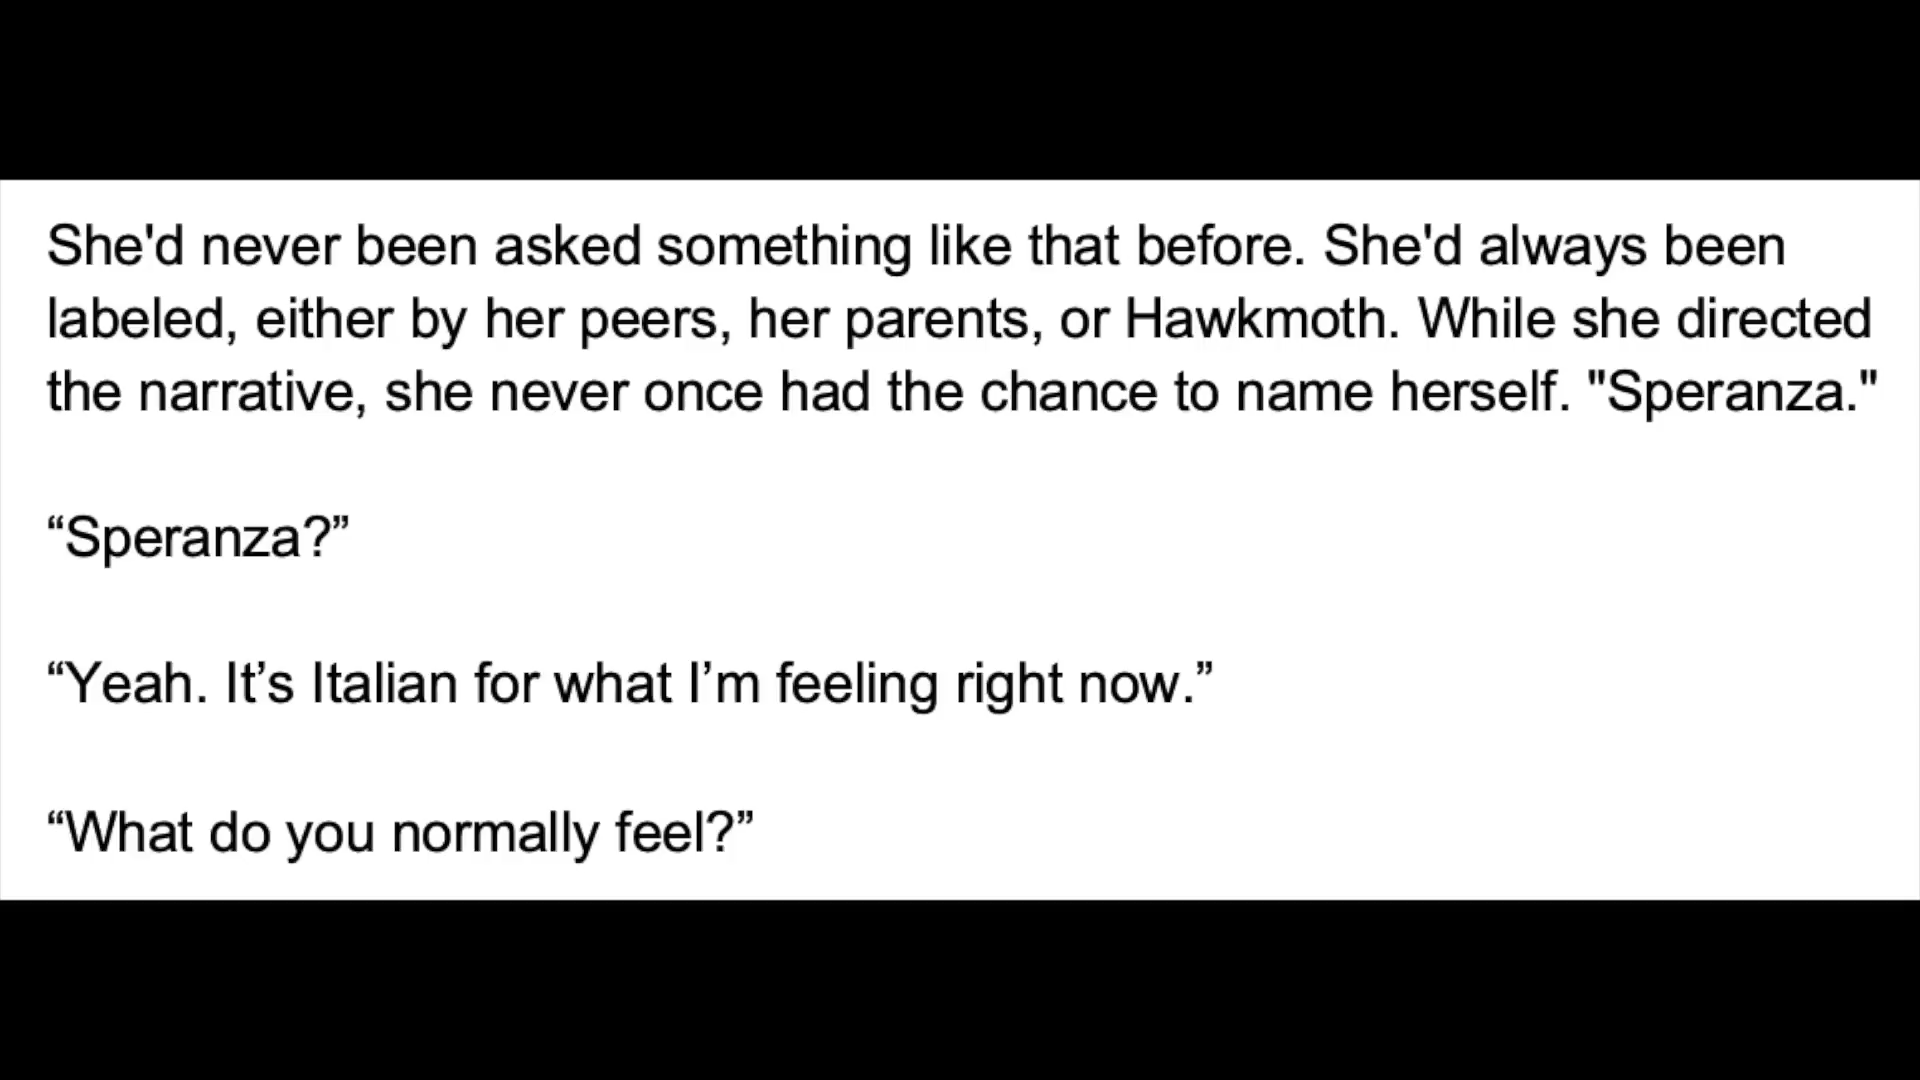 She'd never been asked something like that before. She'd always been
labeled, either by her peers, her parents, or Hawkmoth. While she directed
the narrative, she never once had the chance to name herself. "Speranza."
“Speranza?”
“Yeah. It’s Italian for what I’m feeling right now.”
“What do you normally feel?”